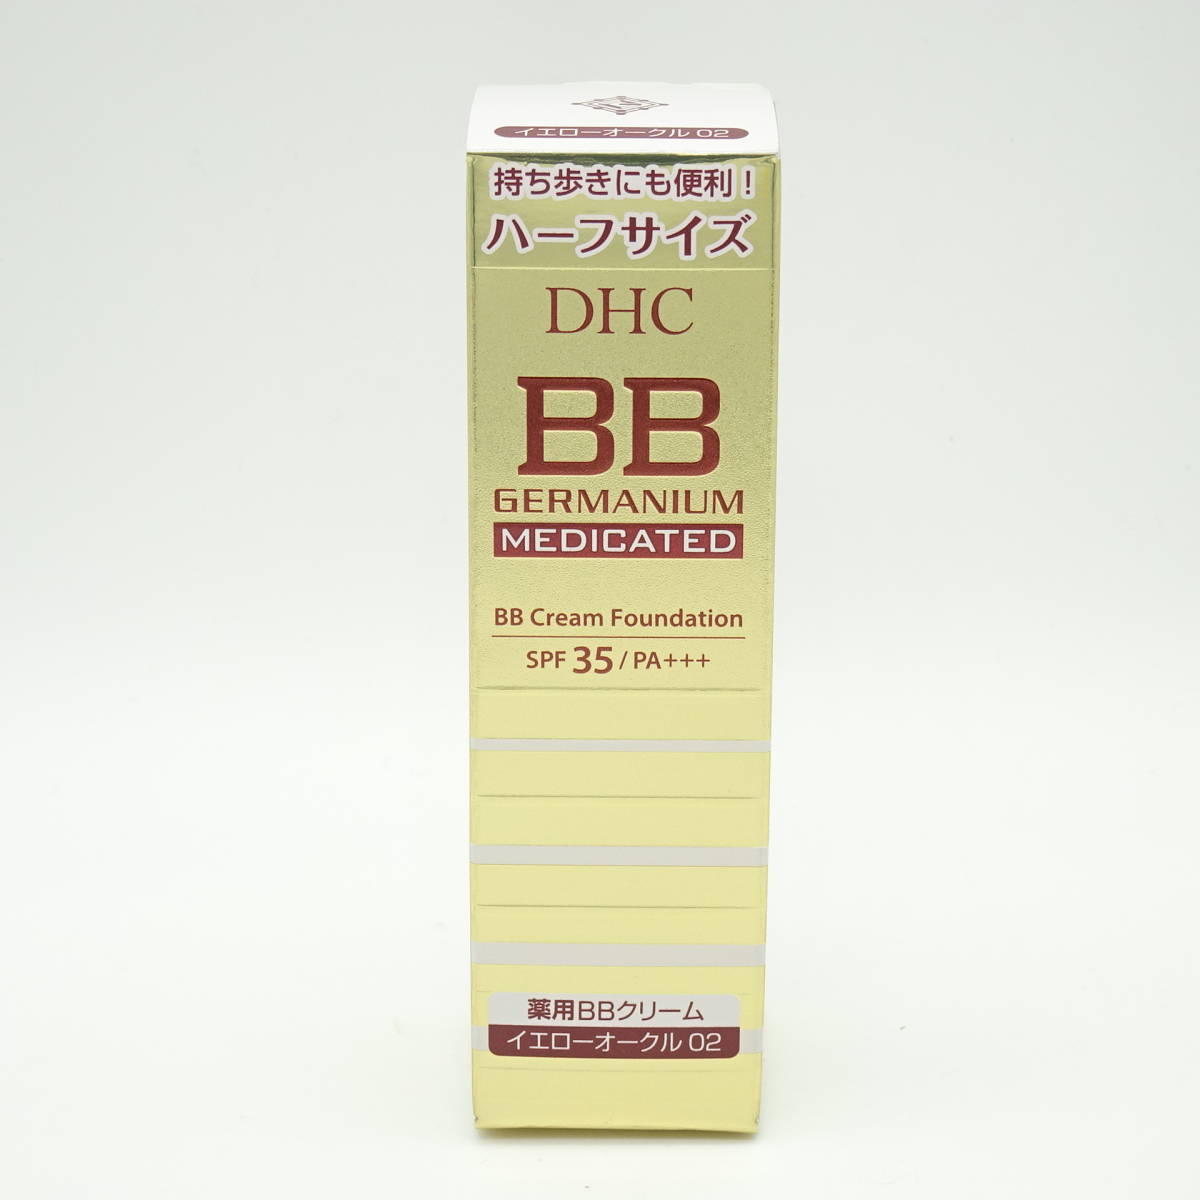 イエローオークル 02
持ち歩きにも便利！
ハーフサイズ
DHC
BB
GERMANIUM
MEDICATED
BB Cream Foundation
SPF 35 / PA+++
薬用BBクリーム
イエローオークル 02